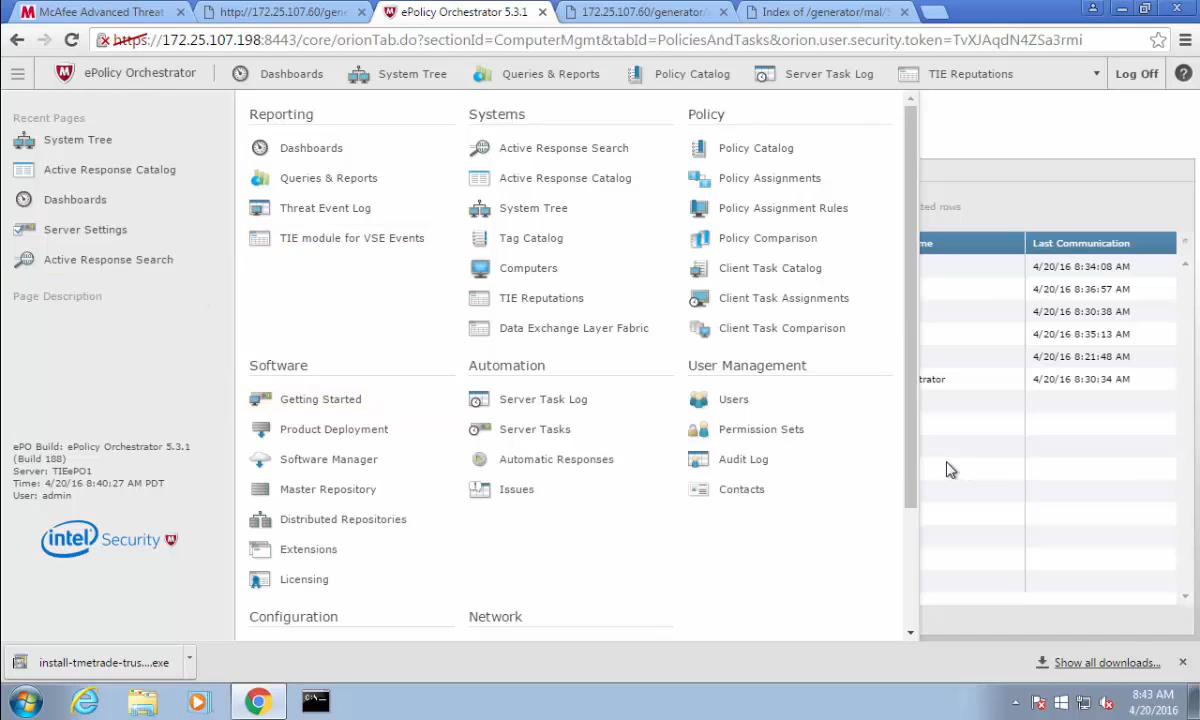 McAfee Advanced Threat
http://172.25.107.60/gene
ePolicy Orchestrator 5.3.1
172.25.107.60/generator/
Index of /generator/mal/
https://172.25.107.198:8443/core/orionTab.do?sectionId=ComputerMgmt&tabId=PoliciesAndTasks&orion.user.security.token=TvXJAqdN4ZSa3rmi
ePolicy Orchestrator
Dashboards
System Tree
Queries & Reports
Policy Catalog
Server Task Log
TIE Reputations
Log Off
?
Recent Pages
System Tree
Active Response Catalog
Dashboards
Server Settings
Active Response Search
Page Description
ePO Build: ePolicy Orchestrator 5.3.1
(Build 188)
Server: TIEePO1
Time: 4/20/16 8:40:27 AM PDT
User: admin
intel Security
Reporting
Dashboards
Queries & Reports
Threat Event Log
TIE module for VSE Events
Systems
Active Response Search
Active Response Catalog
System Tree
Tag Catalog
Computers
TIE Reputations
Data Exchange Layer Fabric
Policy
Policy Catalog
Policy Assignments
Policy Assignment Rules
Policy Comparison
Client Task Catalog
Client Task Assignments
Client Task Comparison
Software
Getting Started
Product Deployment
Software Manager
Master Repository
Distributed Repositories
Extensions
Licensing
Automation
Server Task Log
Server Tasks
Automatic Responses
Issues
User Management
Users
Permission Sets
Audit Log
Contacts
Configuration
Network
ted rows
me
Last Communication
4/20/16 8:34:08 AM
4/20/16 8:36:57 AM
4/20/16 8:30:38 AM
4/20/16 8:35:13 AM
4/20/16 8:21:48 AM
trator
4/20/16 8:30:34 AM
install-tmetrade-trus....exe
Show all downloads...
8:43 AM
4/20/2016